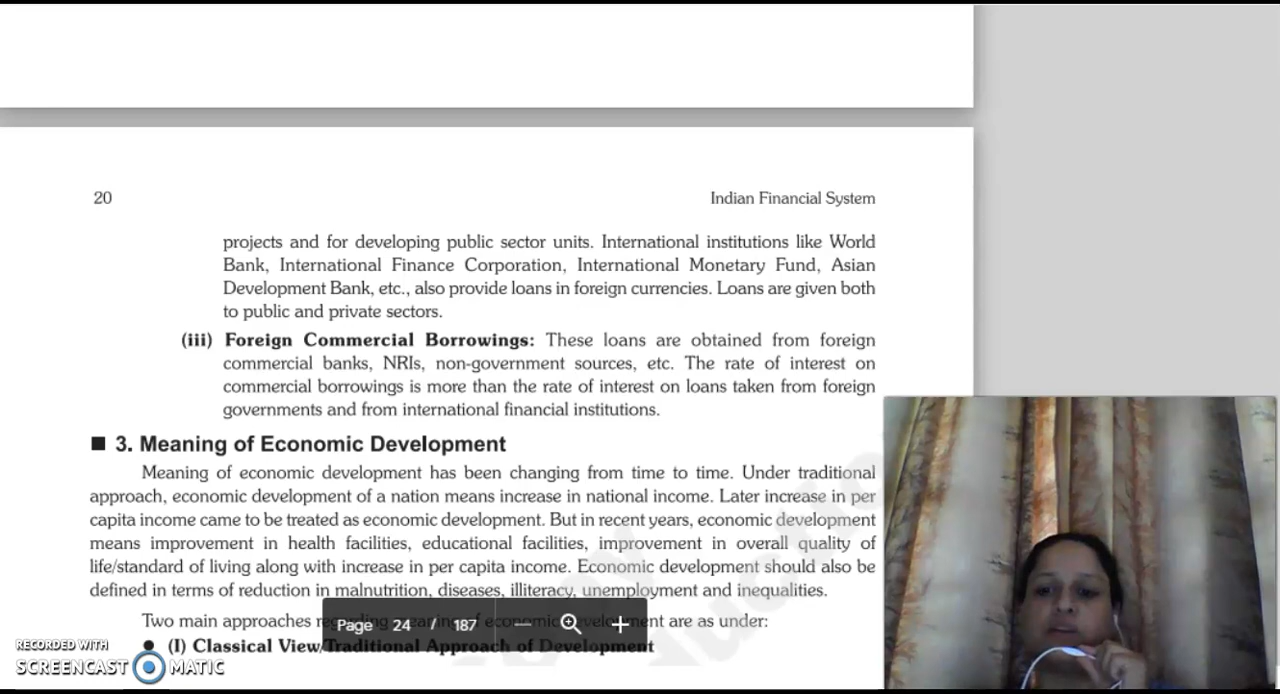 20 Indian Financial System
projects and for developing public sector units. International institutions like World
Bank, International Finance Corporation, International Monetary Fund, Asian
Development Bank, etc., also provide loans in foreign currencies. Loans are given both
to public and private sectors.
(iii) Foreign Commercial Borrowings: These loans are obtained from foreign
commercial banks, NRIs, non-government sources, etc. The rate of interest on
commercial borrowings is more than the rate of interest on loans taken from foreign
governments and from international financial institutions.
3. Meaning of Economic Development
Meaning of economic development has been changing from time to time. Under traditional
approach, economic development of a nation means increase in national income. Later increase in per
capita income came to be treated as economic development. But in recent years, economic development
means improvement in health facilities, educational facilities, improvement in overall quality of
life/standard of living along with increase in per capita income. Economic development should also be
defined in terms of reduction in malnutrition, diseases, illiteracy, unemployment and inequalities.
Two main approaches regarding meaning of economic development are as under:
Page 24 / 187
(I) Classical View/Traditional Approach of Development
RECORDED WITH
SCREENCAST MATIC